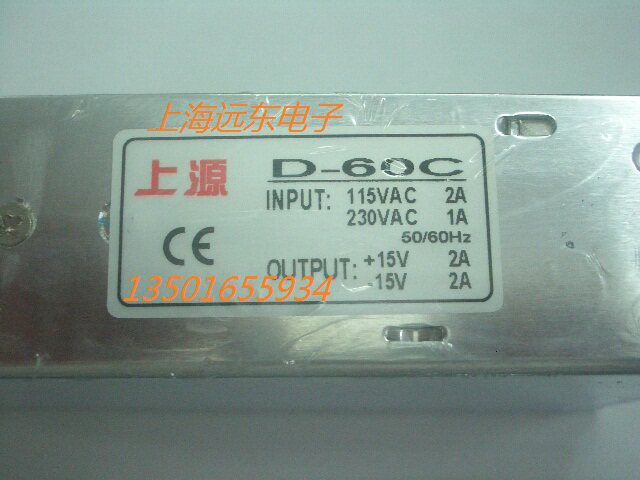 上海远东电子
上源 D-60C
INPUT: 115VAC 2A
230VAC 1A
50/60Hz
CE
OUTPUT: +15V 2A
-15V 2A
13501655934